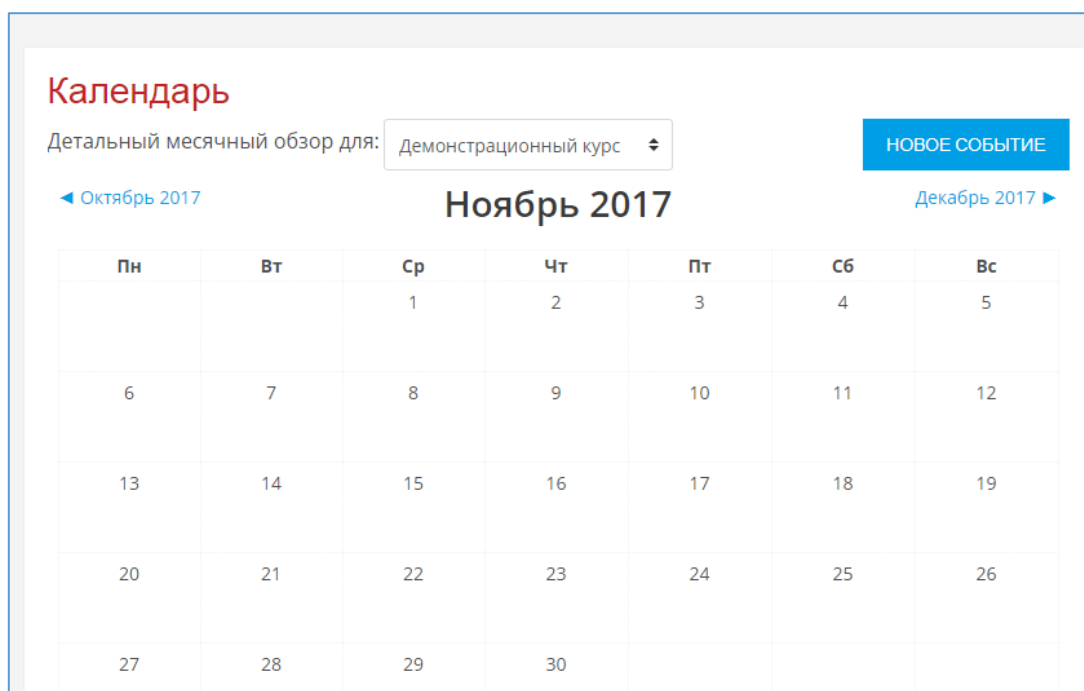 Календарь
Детальный месячный обзор для: Демонстрационный курс НОВОЕ СОБЫТИЕ
◄ Октябрь 2017 Ноябрь 2017 Декабрь 2017 ►
Пн Вт Ср Чт Пт Сб Вс
1 2 3 4 5
6 7 8 9 10 11 12
13 14 15 16 17 18 19
20 21 22 23 24 25 26
27 28 29 30